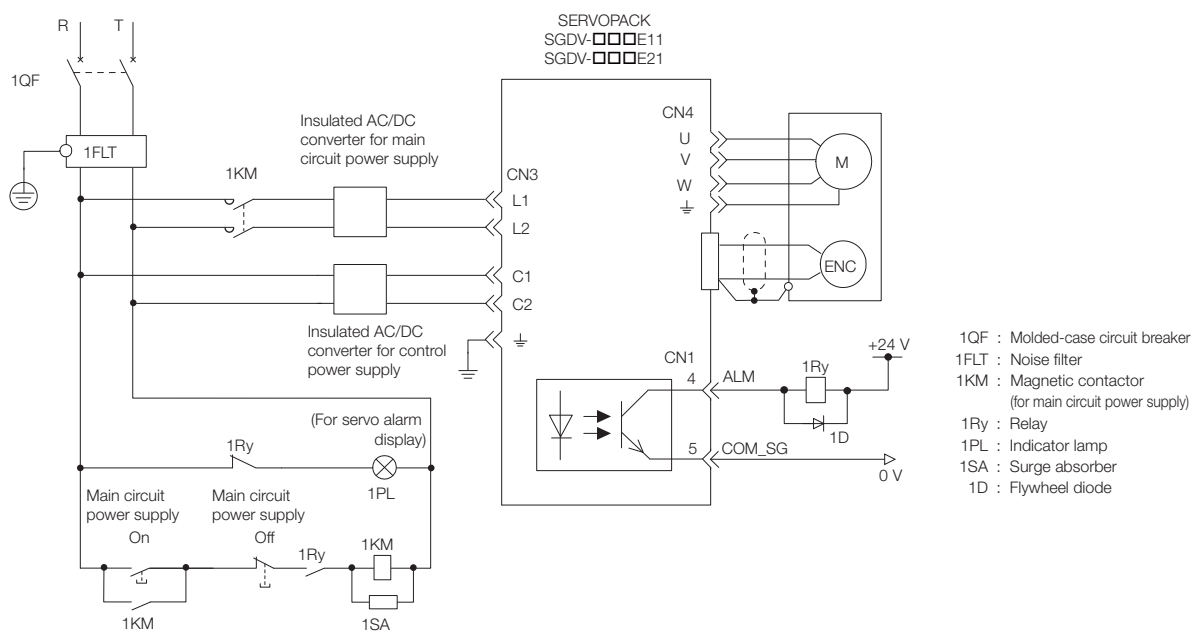 R
T
SERVOPACK
SGDV-□□□E11
SGDV-□□□E21
1QF
1FLT
Insulated AC/DC
converter for main
circuit power supply
1KM
CN3
L1
L2
C1
C2
Insulated AC/DC
converter for control
power supply
CN4
U
V
W
M
ENC
CN1
4
ALM
1Ry
+24 V
1D
5
COM_SG
0 V
(For servo alarm
display)
1Ry
1PL
Main circuit
power supply
On
Main circuit
power supply
Off
1Ry
1KM
1KM
1SA
1QF : Molded-case circuit breaker
1FLT : Noise filter
1KM : Magnetic contactor
(for main circuit power supply)
1Ry : Relay
1PL : Indicator lamp
1SA : Surge absorber
1D : Flywheel diode